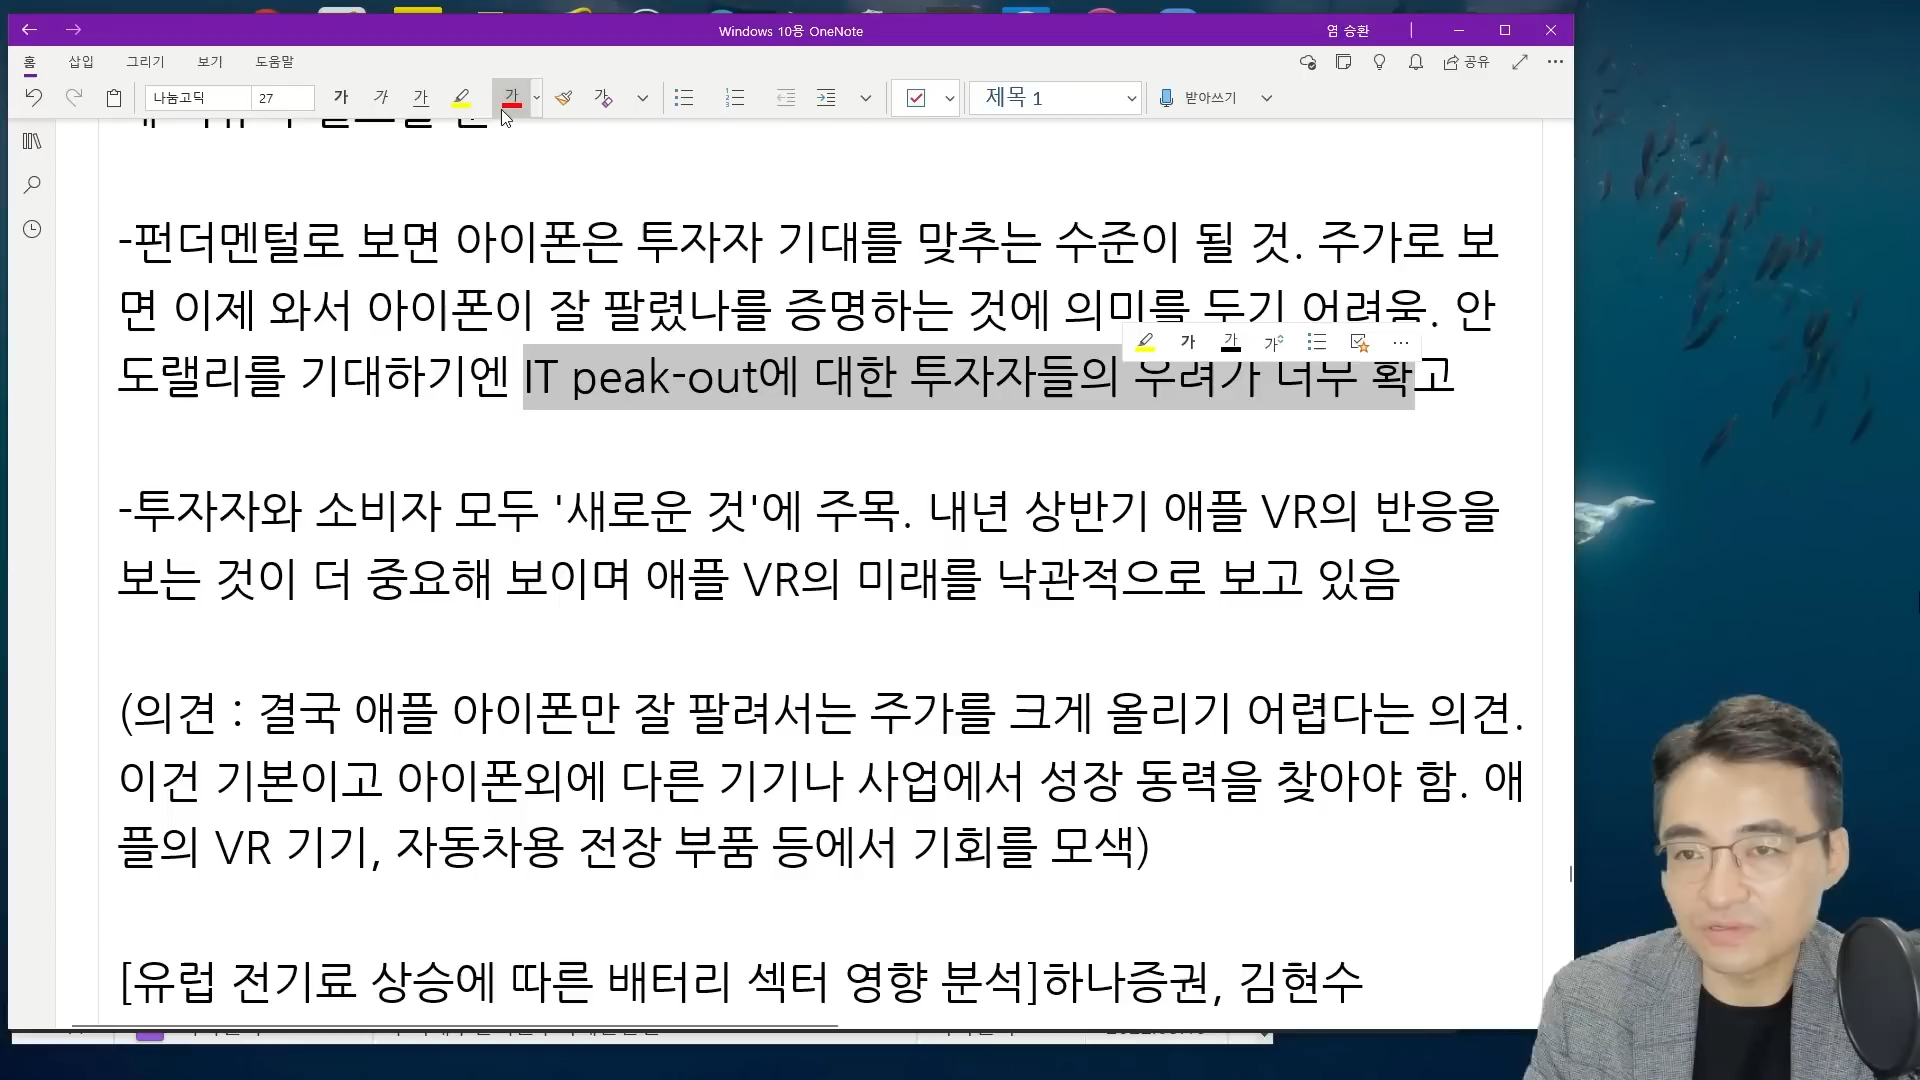 Windows 10용 OneNote
염 승환
홈 삽입 그리기 보기 도움말
공유
나눔고딕 27 가 가 가 가 가 제목 1 받아쓰기
-펀더멘털로 보면 아이폰은 투자자 기대를 맞추는 수준이 될 것. 주가로 보
면 이제 와서 아이폰이 잘 팔렸나를 증명하는 것에 의미를 두기 어려움. 안
가 가 가
도랠리를 기대하기엔 IT peak-out에 대한 투자자들의 우려가 너무 확고
-투자자와 소비자 모두 '새로운 것'에 주목. 내년 상반기 애플 VR의 반응을
보는 것이 더 중요해 보이며 애플 VR의 미래를 낙관적으로 보고 있음
(의견 : 결국 애플 아이폰만 잘 팔려서는 주가를 크게 올리기 어렵다는 의견.
이건 기본이고 아이폰외에 다른 기기나 사업에서 성장 동력을 찾아야 함. 애
플의 VR 기기, 자동차용 전장 부품 등에서 기회를 모색)
[유럽 전기료 상승에 따른 배터리 섹터 영향 분석]하나증권, 김현수